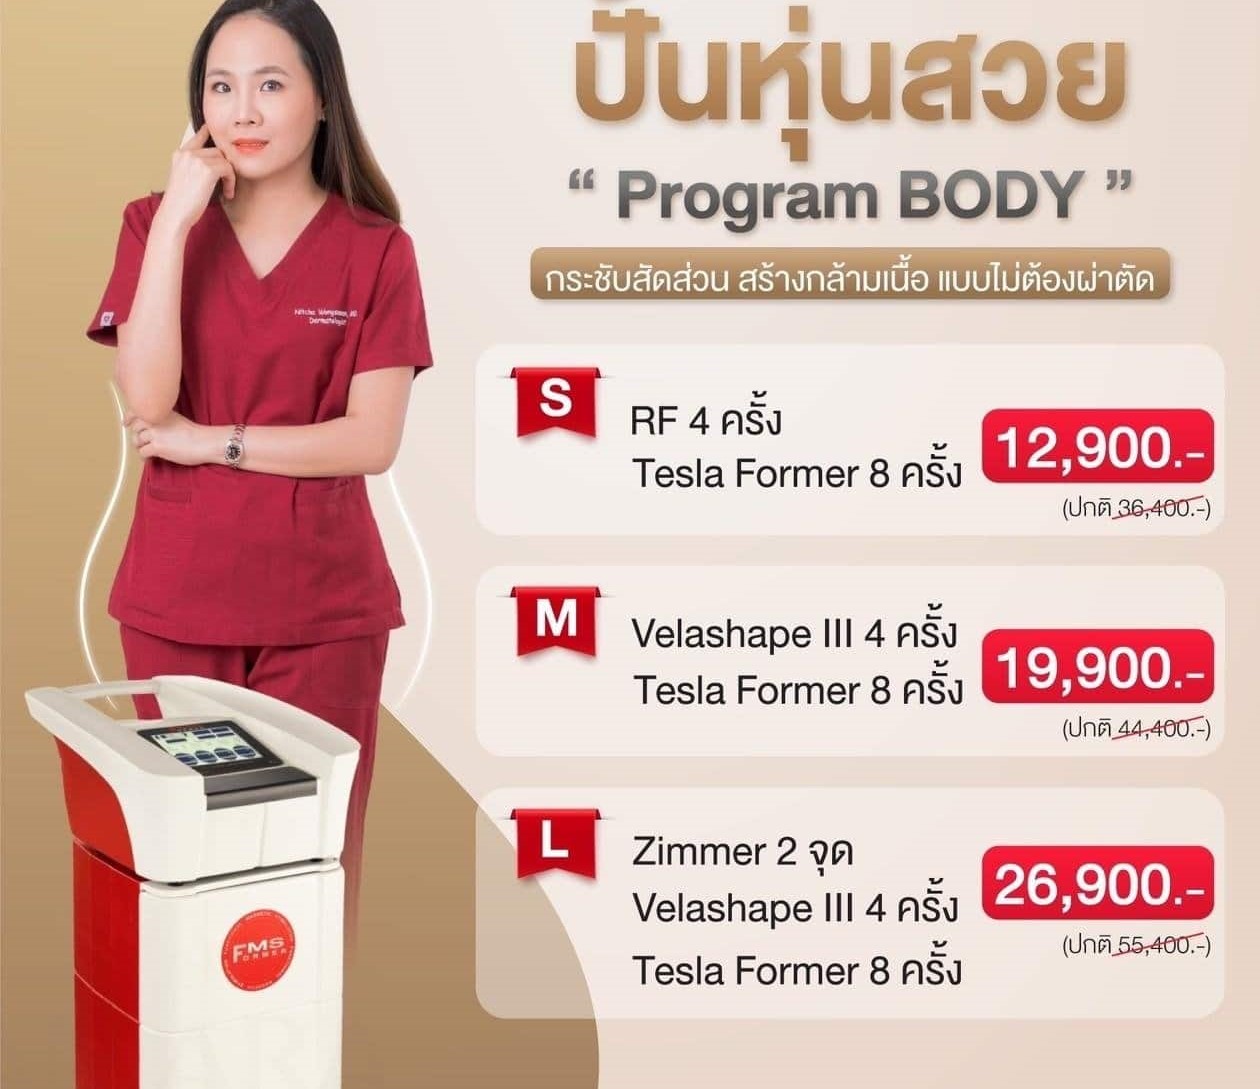 ปั้นหุ่นสวย
“ Program BODY ”
กระชับสัดส่วน สร้างกล้ามเนื้อ แบบไม่ต้องผ่าตัด
S
RF 4 ครั้ง
Tesla Former 8 ครั้ง
12,900.-
(ปกติ 36,400.-)
M
Velashape III 4 ครั้ง
Tesla Former 8 ครั้ง
19,900.-
(ปกติ 44,400.-)
L
Zimmer 2 จุด
Velashape III 4 ครั้ง
Tesla Former 8 ครั้ง
26,900.-
(ปกติ 55,400.-)
Dermatologist
FMS
FORMER